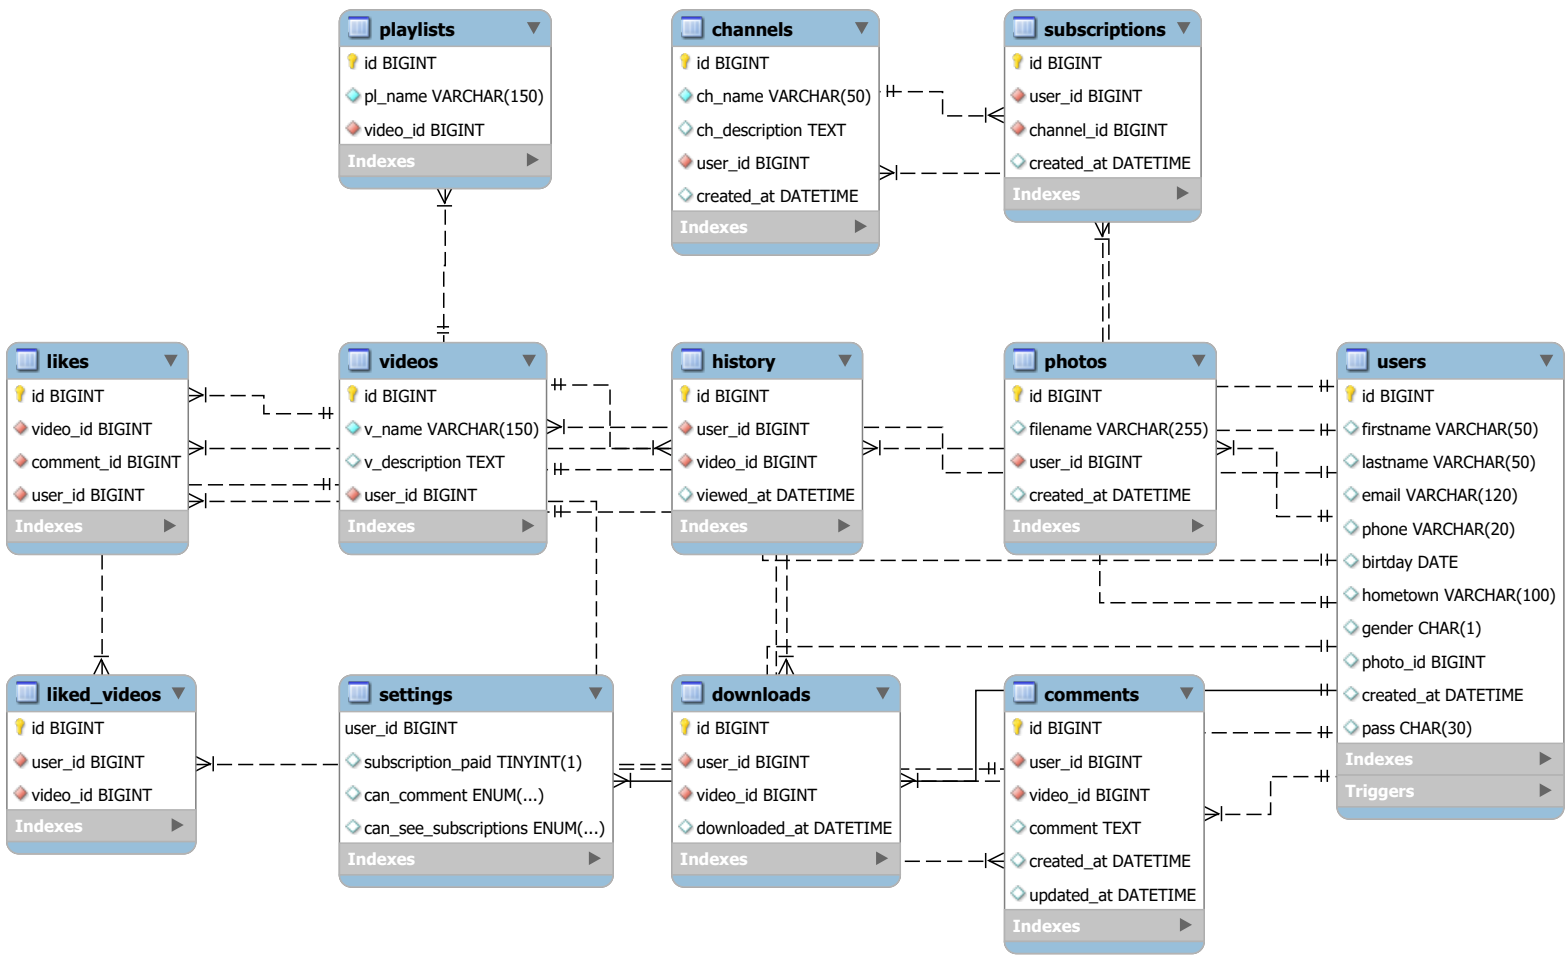 playlists
id BIGINT
pl_name VARCHAR(150)
video_id BIGINT
Indexes
channels
id BIGINT
ch_name VARCHAR(50)
ch_description TEXT
user_id BIGINT
created_at DATETIME
Indexes
subscriptions
id BIGINT
user_id BIGINT
channel_id BIGINT
created_at DATETIME
Indexes
likes
id BIGINT
video_id BIGINT
comment_id BIGINT
user_id BIGINT
Indexes
videos
id BIGINT
v_name VARCHAR(150)
v_description TEXT
user_id BIGINT
Indexes
history
id BIGINT
user_id BIGINT
video_id BIGINT
viewed_at DATETIME
Indexes
photos
id BIGINT
filename VARCHAR(255)
user_id BIGINT
created_at DATETIME
Indexes
users
id BIGINT
firstname VARCHAR(50)
lastname VARCHAR(50)
email VARCHAR(120)
phone VARCHAR(20)
birtday DATE
hometown VARCHAR(100)
gender CHAR(1)
photo_id BIGINT
created_at DATETIME
pass CHAR(30)
Indexes
Triggers
liked_videos
id BIGINT
user_id BIGINT
video_id BIGINT
Indexes
settings
user_id BIGINT
subscription_paid TINYINT(1)
can_comment ENUM(...)
can_see_subscriptions ENUM(...)
Indexes
downloads
id BIGINT
user_id BIGINT
video_id BIGINT
downloaded_at DATETIME
Indexes
comments
id BIGINT
user_id BIGINT
video_id BIGINT
comment TEXT
created_at DATETIME
updated_at DATETIME
Indexes